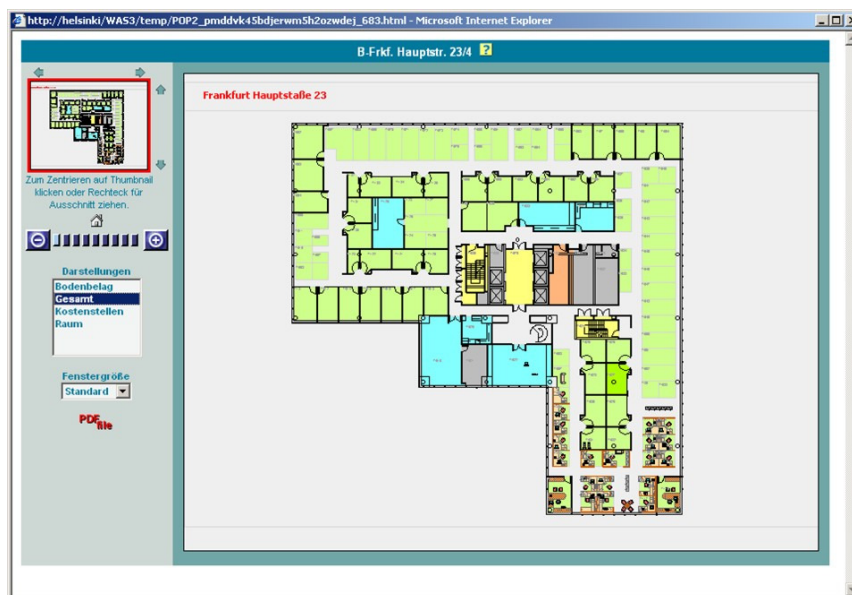 http://helsinki/WAS3/temp/POP2_pmddvk45bdjerwm5h2ozwdej_683.html - Microsoft Internet Explorer
B-Frkf. Hauptstr. 23/4 ?
Frankfurt Hauptstaße 23
Zum Zentrieren auf Thumbnail
klicken oder Rechteck für
Ausschnitt ziehen.
Darstellungen
Bodenbelag
Gesamt
Kostenstellen
Raum
Fenstergröße
Standard
PDF
file